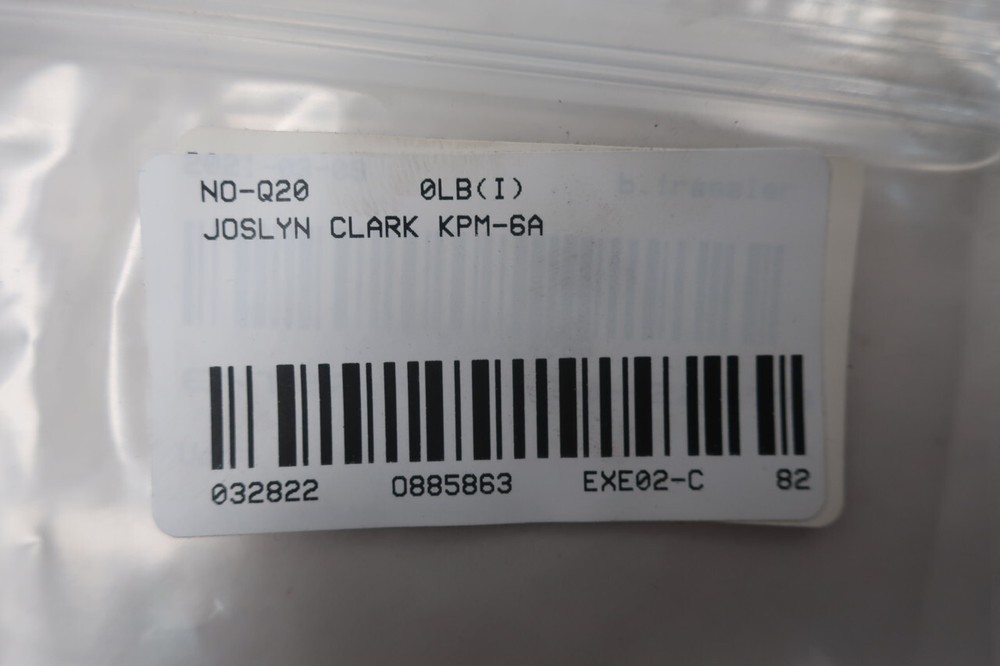 NO-Q20 0LB(I)
JOSLYN CLARK KPM-6A
032822 0885863 EXE02-C 82